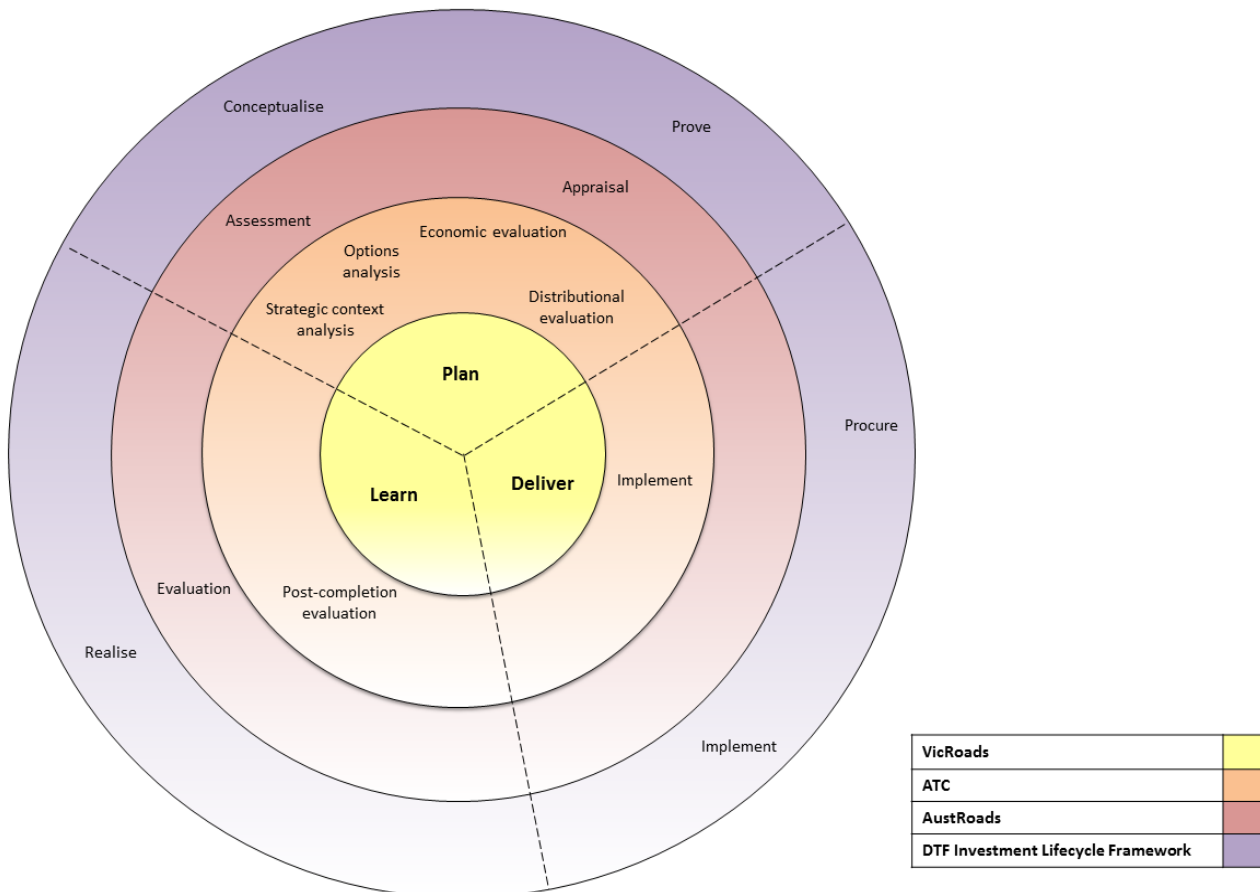 Conceptualise
Prove
Appraisal
Assessment
Economic evaluation
Options
analysis
Distributional
evaluation
Strategic context
analysis
Plan
Procure
Implement
Deliver
Learn
Evaluation
Post-completion
evaluation
Realise
Implement
VicRoads
ATC
AustRoads
DTF Investment Lifecycle Framework